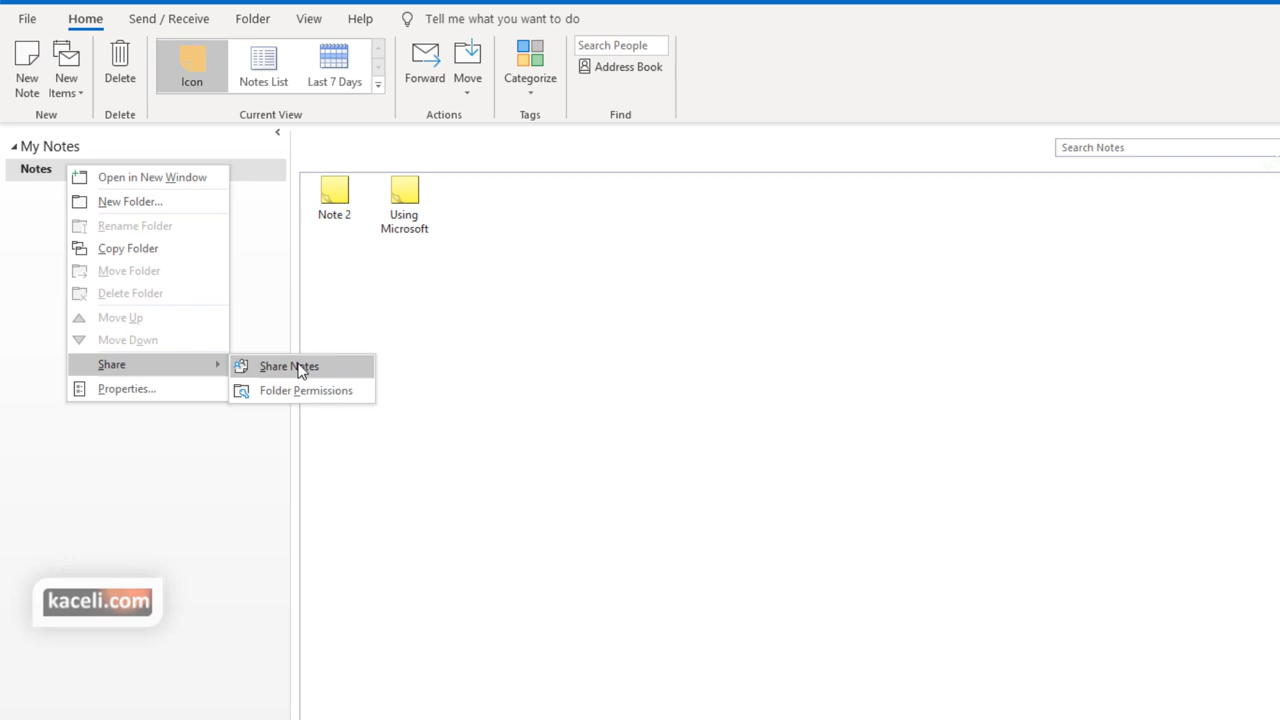 File Home Send / Receive Folder View Help Tell me what you want to do
New Note
New Items
Delete
Icon
Notes List
Last 7 Days
Forward
Move
Categorize
Search People
Address Book
New Delete Current View Actions Tags Find
My Notes
Notes
Search Notes
Open in New Window
New Folder...
Rename Folder
Copy Folder
Move Folder
Delete Folder
Move Up
Move Down
Share
Properties...
Share Notes
Folder Permissions
Note 2
Using
Microsoft
kaceli.com